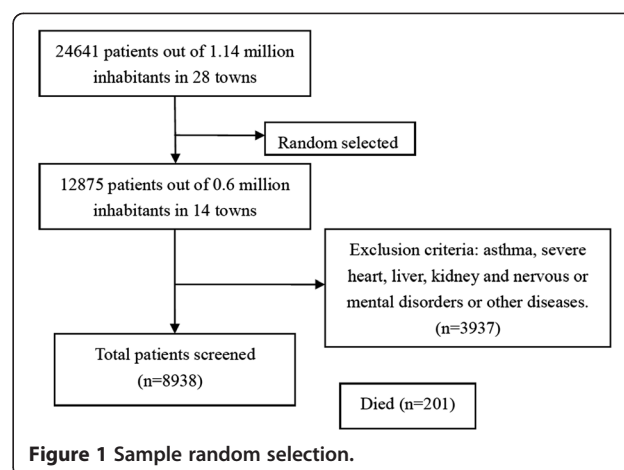 24641 patients out of 1.14 million
inhabitants in 28 towns
Random selected
12875 patients out of 0.6 million
inhabitants in 14 towns
Exclusion criteria: asthma, severe
heart, liver, kidney and nervous or
mental disorders or other diseases.
(n=3937)
Total patients screened
(n=8938)
Died (n=201)
Figure 1 Sample random selection.